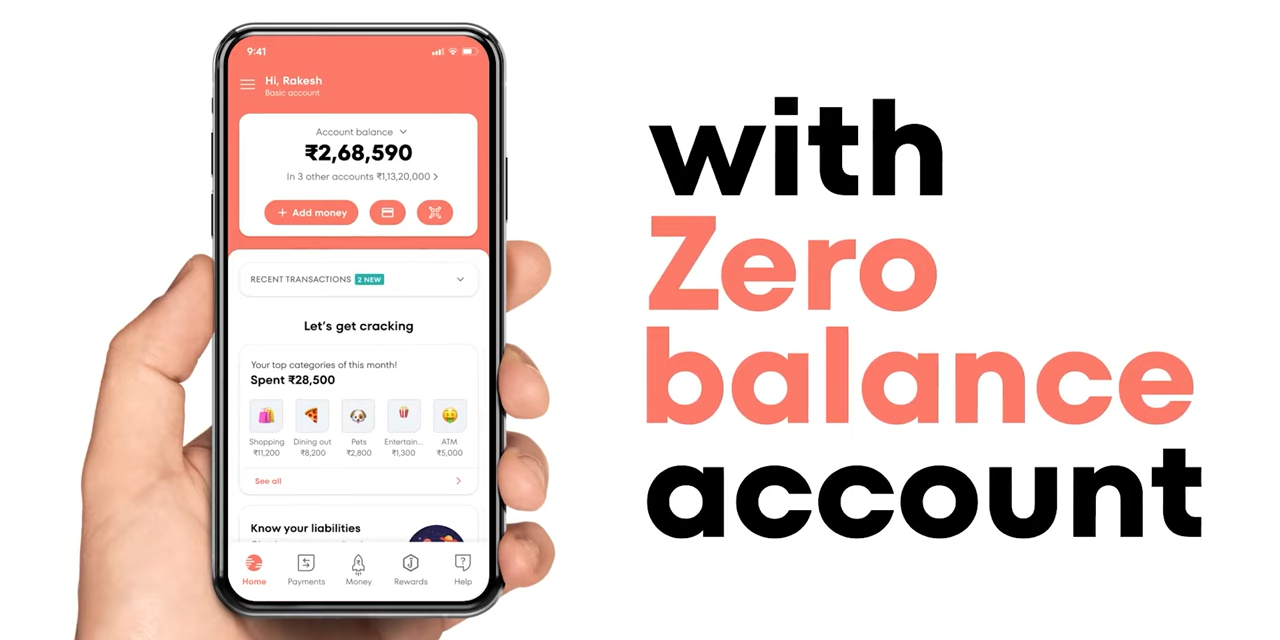 9:41
Hi, Rakesh
Basic account
Account balance
₹2,68,590
In 3 other accounts ₹1,13,20,000 >
+ Add money
RECENT TRANSACTIONS 2 NEW
Let's get cracking
Your top categories of this month!
Spent ₹28,500
Shopping Dining out Pets Entertain... ATM
₹11,200 ₹8,200 ₹2,800 ₹1,300 ₹5,000
See all
Know your liabilities
Home Payments Money Rewards Help
with
Zero
balance
account